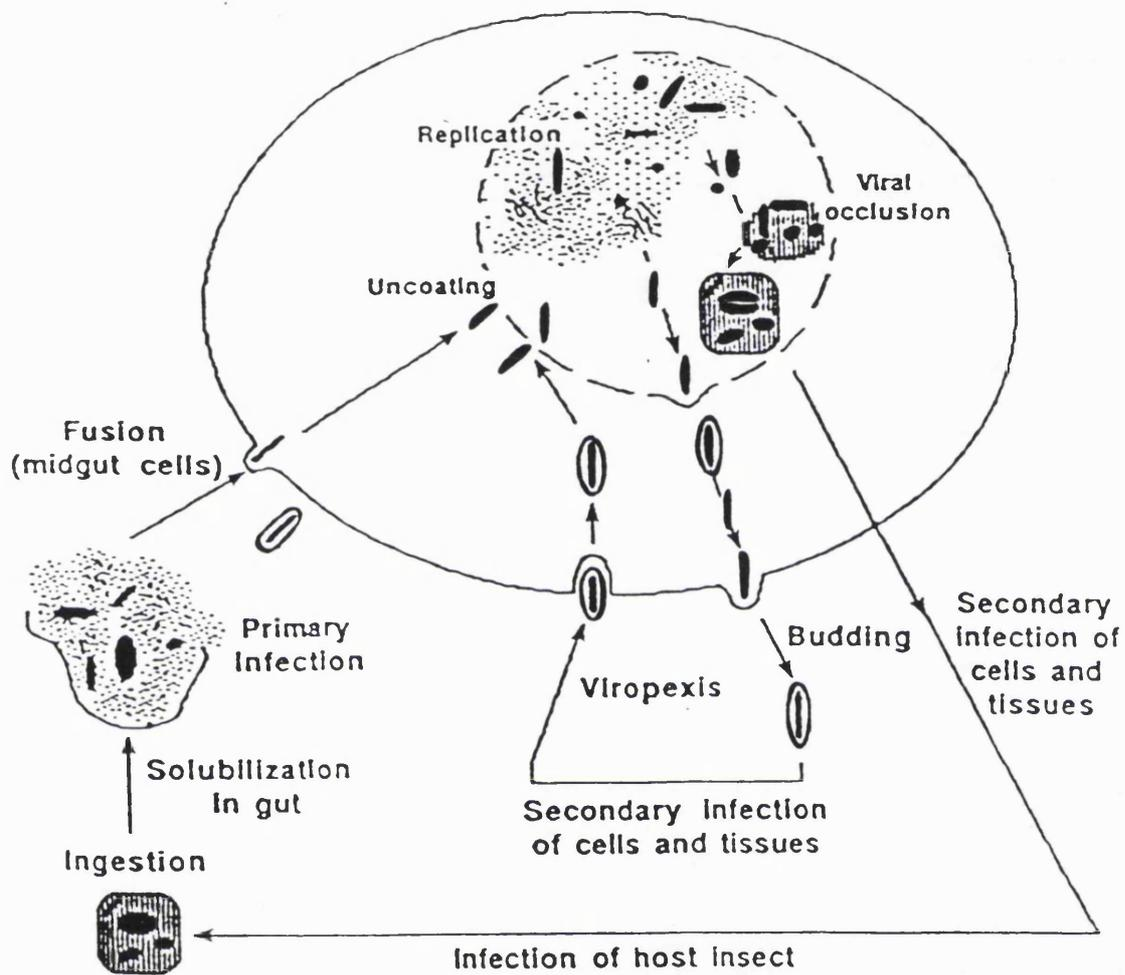 Replication
Viral
occlusion
Uncoating
Fusion
(midgut cells)
Primary
Infection
Solubilization
in gut
Ingestion
Viropexis
Budding
Secondary infection
of cells and tissues
Secondary
infection of
cells and
tissues
Infection of host insect